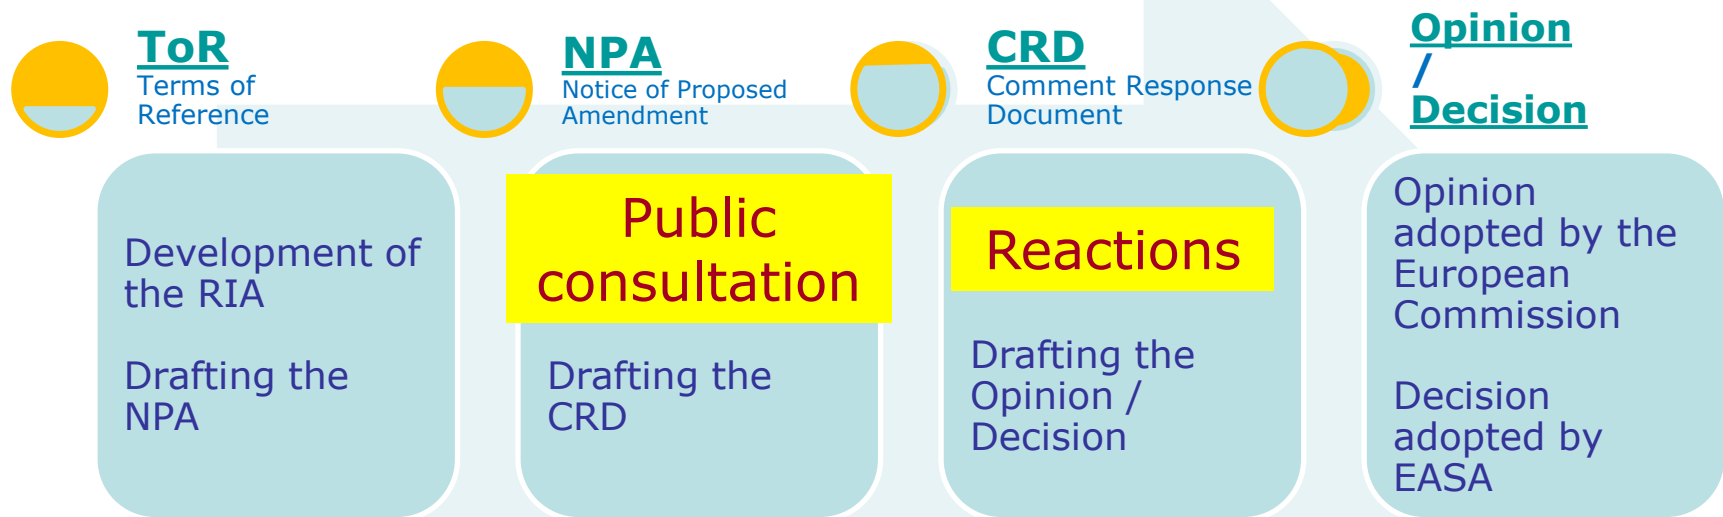 ToR
Terms of
Reference
Development of
the RIA
Drafting the
NPA
NPA
Notice of Proposed
Amendment
Public
consultation
Drafting the
CRD
CRD
Comment Response
Document
Reactions
Drafting the
Opinion /
Decision
Opinion
/
Decision
Opinion
adopted by the
European
Commission
Decision
adopted by
EASA